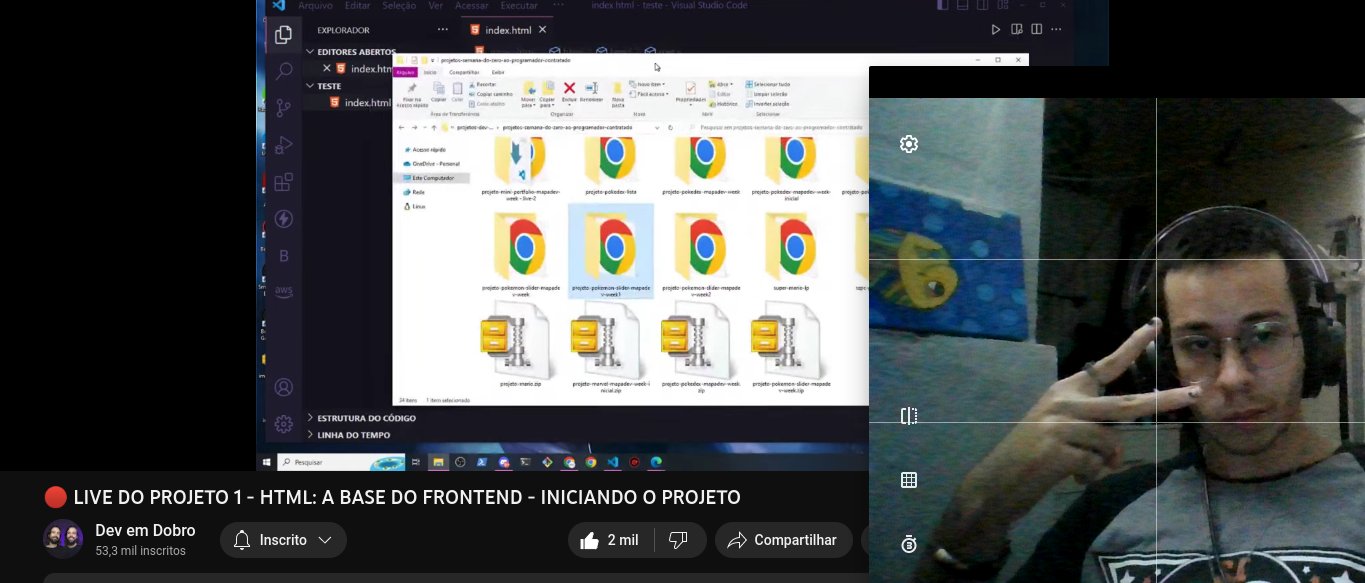 Arquivo Editar Seleção Ver Acessar Executar ··· index.html - teste - Visual Studio Code
EXPLORADOR ···
index.html
EDITORES ABERTOS
index.htm
TESTE
index.html
projetos-semana-do-zero-ao-programador-contratado
Arquivo Início Compartilhar Exibir
Fixar no Acesso rápido
Copiar
Colar
Recortar
Copiar caminho
Colar atalho
Mover para
Copiar para
Excluir
Renomear
Nova pasta
Novo item
Fácil acesso
Propriedades
Abrir
Editar
Histórico
Selecionar tudo
Limpar seleção
Inverter seleção
Área de Transferência
Organizar
Novo
Abrir
Selecionar
projetos-dev-... projetos-semana-do-zero-ao-programador-contratado
Pesquisar em projetos-semana-do-zero-ao-programador-contratado
Acesso rápido
OneDrive - Personal
Este Computador
Rede
Linux
projeto-mini-portfolio-mapadev-week - live-2
projeto-pokedex-lista
projeto-pokedex-mapadev-week
projeto-pokedex-mapadev-week-inicial
projeto-pokemon-slider-mapadev-week
projeto-pokemon-slider-mapadev-week1
projeto-pokemon-slider-mapadev-week2
super-mario-lp
projeto-mario.zip
projeto-marvel-mapadev-week-inicial.zip
projeto-pokedex-mapadev-week.zip
projeto-pokemon-slider-mapadev-week.zip
24 itens 1 item selecionado
B
aws
ESTRUTURA DO CÓDIGO
LINHA DO TEMPO
Pesquisar
LIVE DO PROJETO 1 - HTML: A BASE DO FRONTEND - INICIANDO O PROJETO
Dev em Dobro
53,3 mil inscritos
Inscrito
2 mil
Compartilhar
3